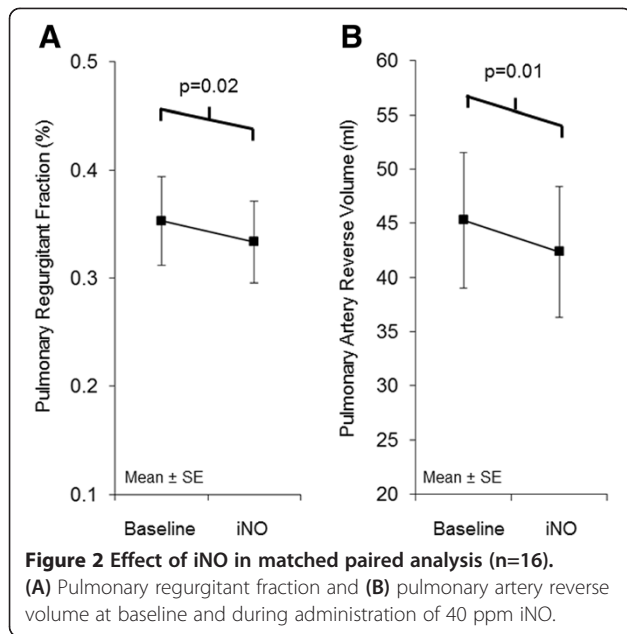 A
p=0.02
Pulmonary Regurgitant Fraction (%)
0.5
0.4
0.3
0.2
0.1
Mean ± SE
Baseline
iNO
B
p=0.01
Pulmonary Artery Reverse Volume (ml)
60
55
50
45
40
35
30
25
20
Mean ± SE
Baseline
iNO
Figure 2 Effect of iNO in matched paired analysis (n=16).
(A) Pulmonary regurgitant fraction and (B) pulmonary artery reverse
volume at baseline and during administration of 40 ppm iNO.